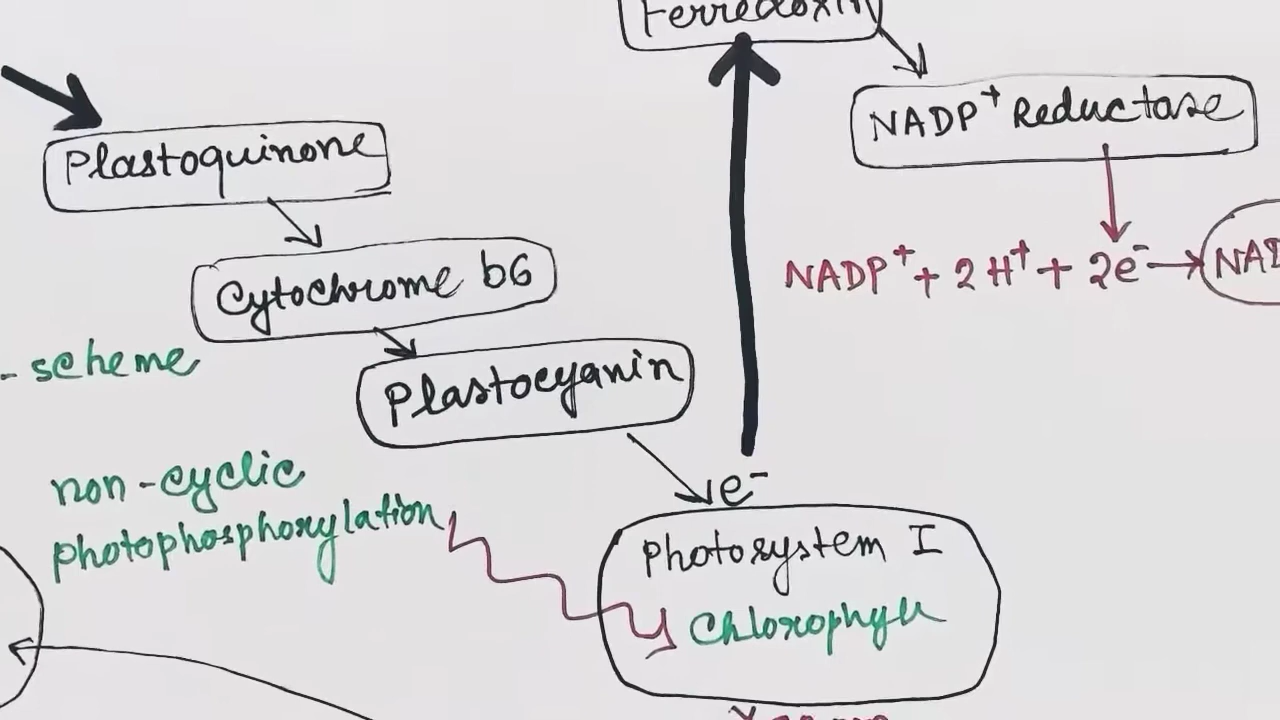 Ferredoxin
NADP+ Reductase
Plastoquinone
NADP+ + 2H+ + 2e- →
Cytochrome b6
- scheme
Plastocyanin
non-cyclic
e-
photophosphorylation
Photosystem I
Chlorophyll